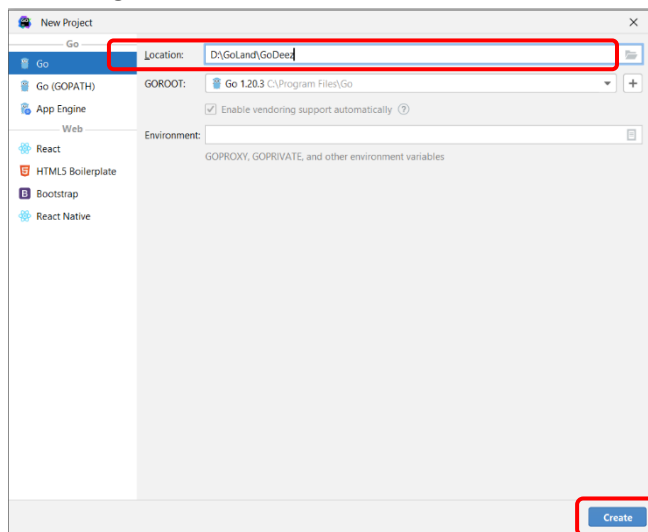 New Project
Go
Go
Go (GOPATH)
App Engine
Web
React
HTML5 Boilerplate
Bootstrap
React Native
Location: D:\GoLand\GoDeez
GOROOT: Go 1.20.3 C:\Program Files\Go
Enable vendoring support automatically ?
Environment:
GOPROXY, GOPRIVATE, and other environment variables
Create